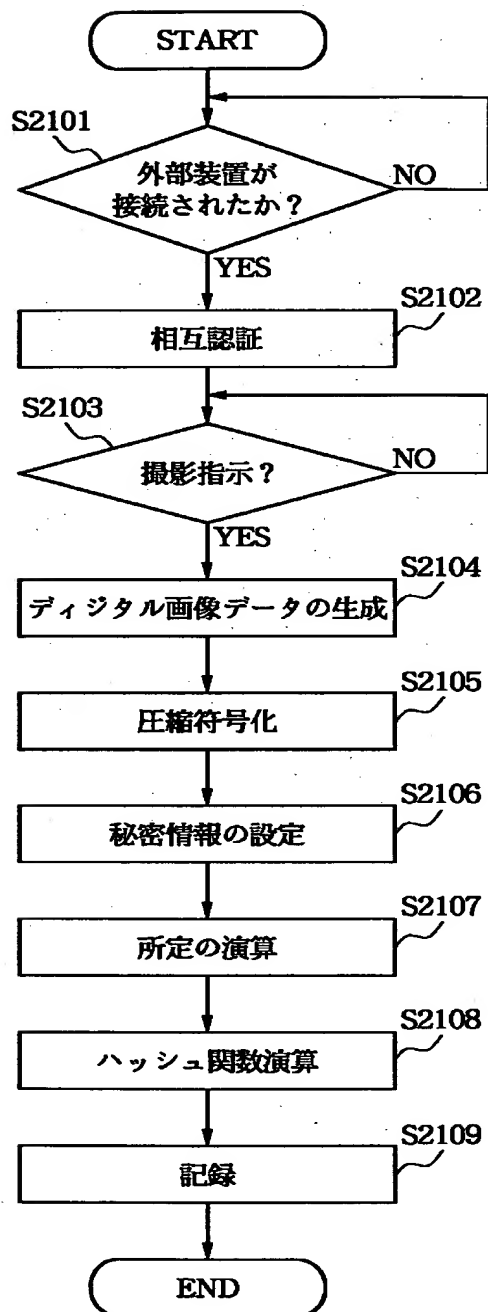 START
S2101
外部装置が
接続されたか?
NO
YES
S2102
相互認証
S2103
撮影指示?
NO
YES
S2104
ディジタル画像データの生成
S2105
圧縮符号化
S2106
秘密情報の設定
S2107
所定の演算
S2108
ハッシュ関数演算
S2109
記録
END